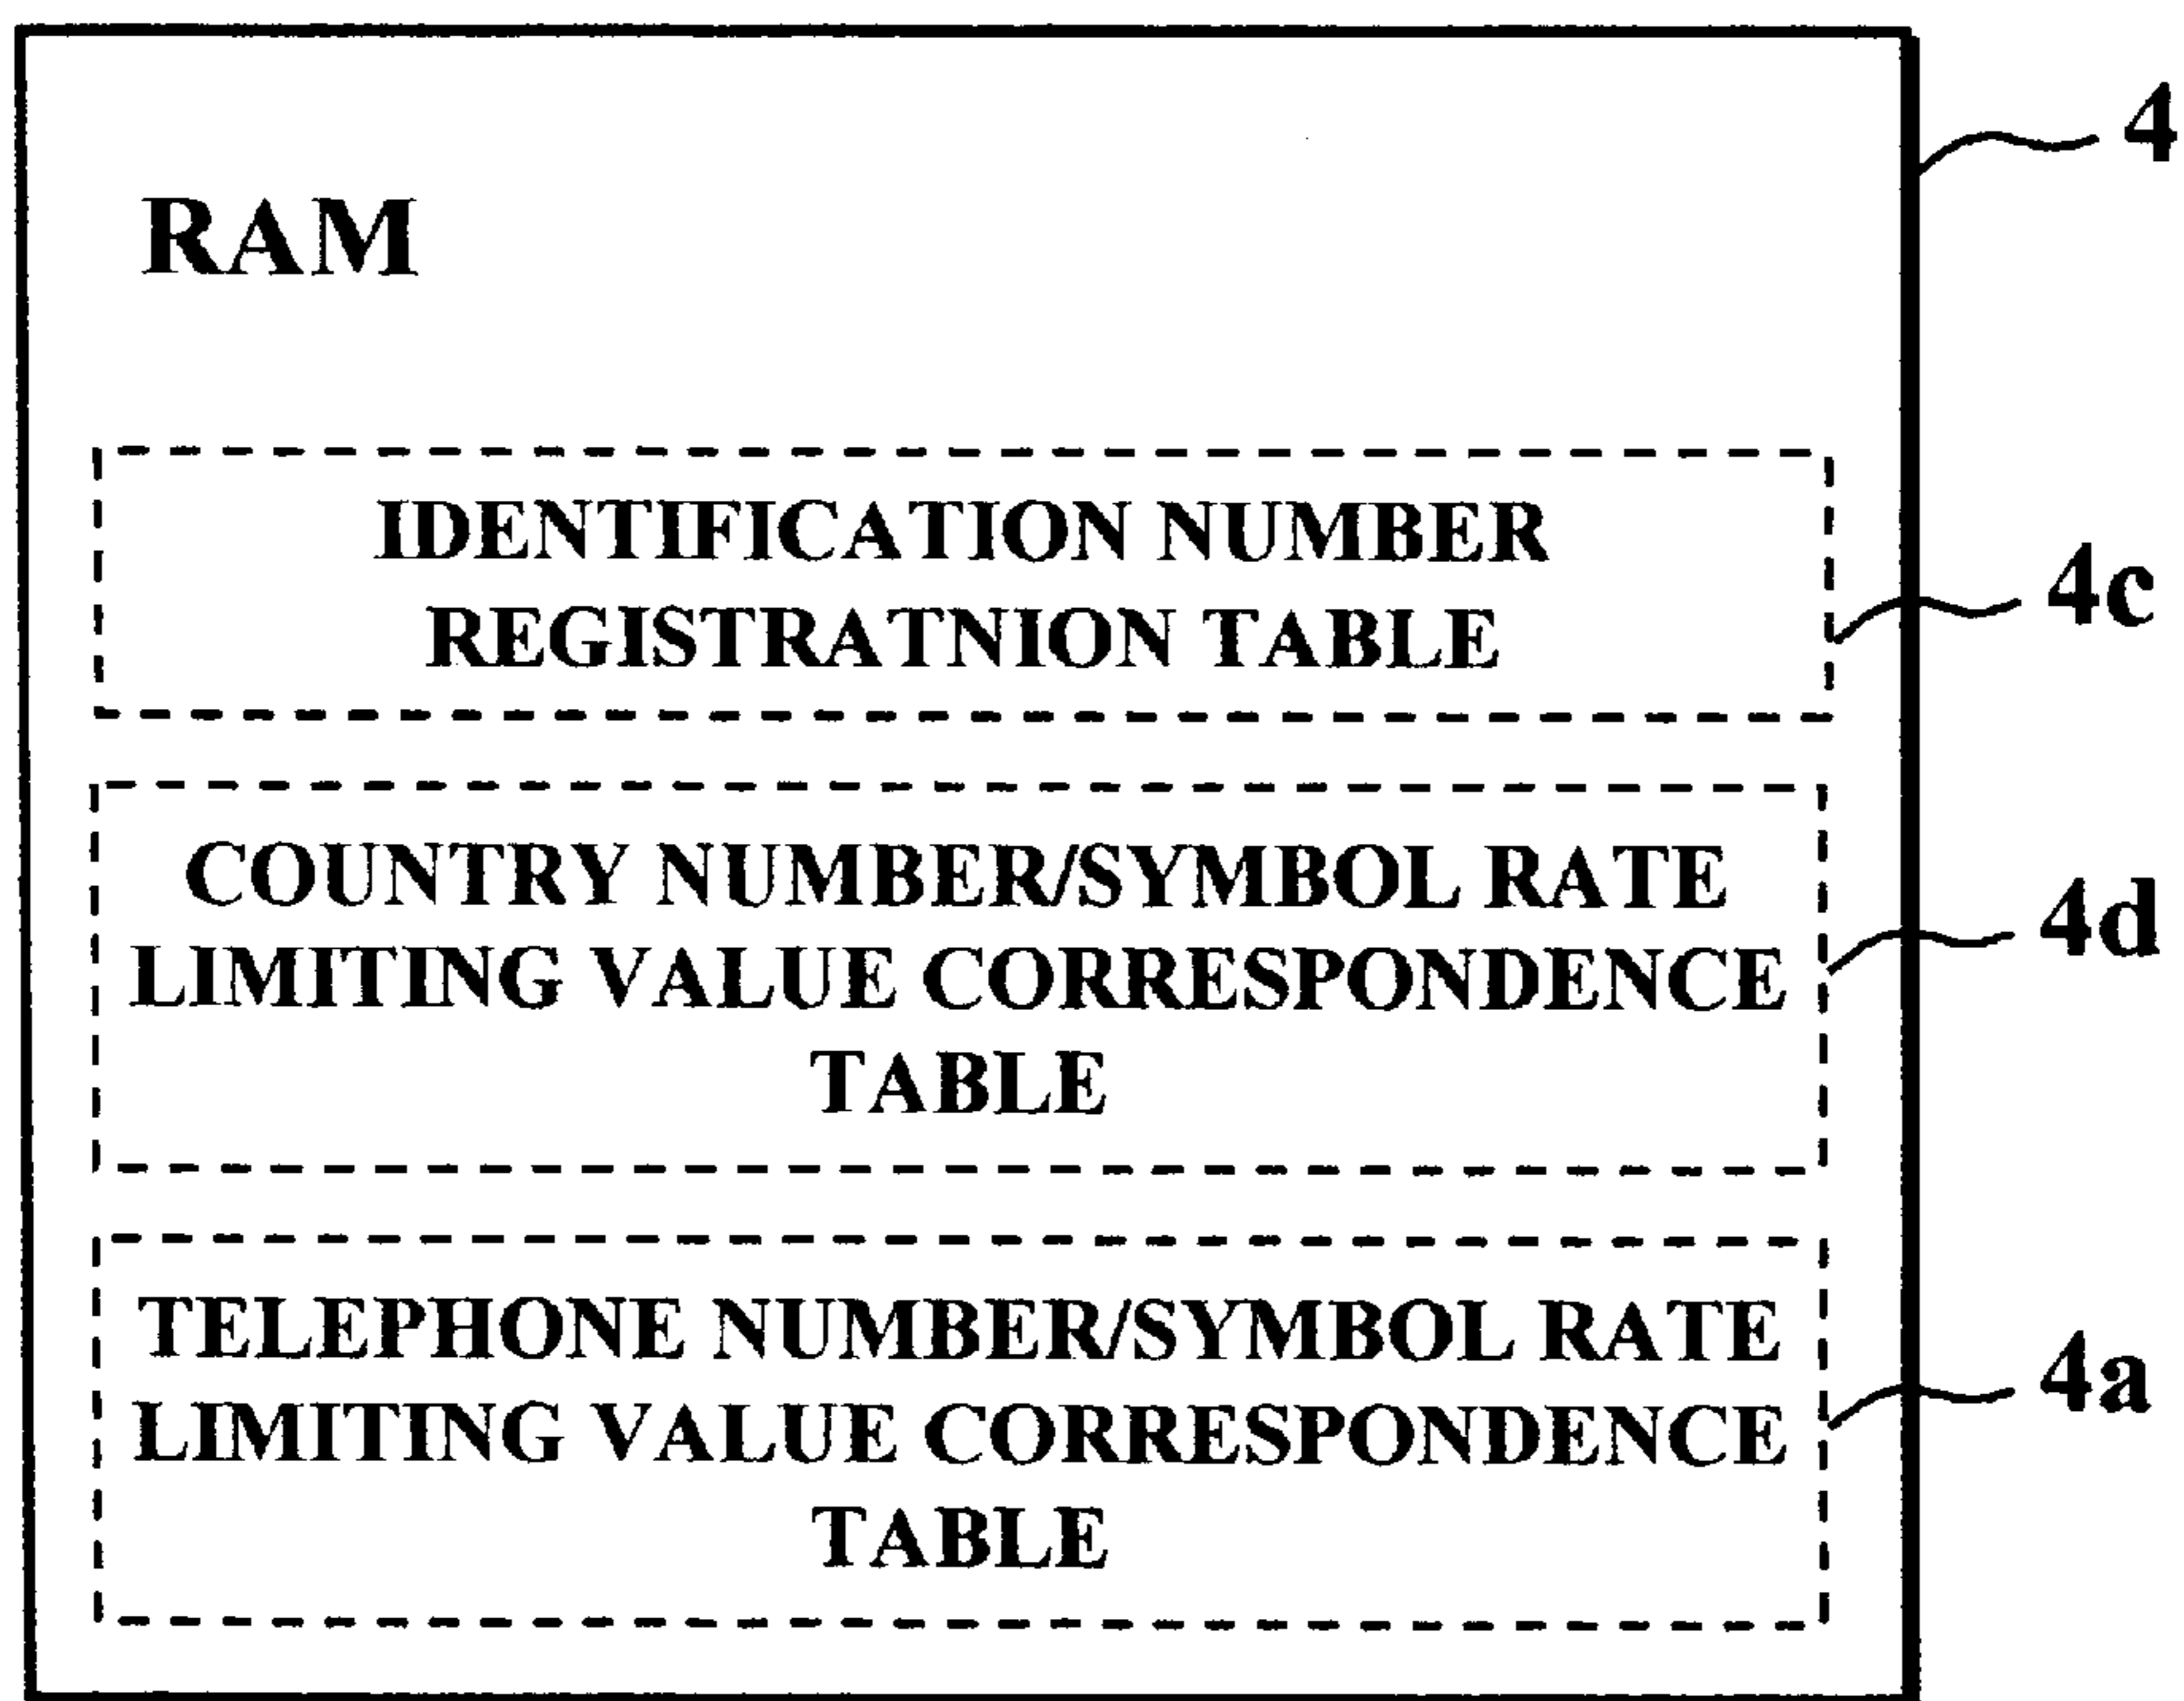 4
RAM
IDENTIFICATION NUMBER
REGISTRATNION TABLE
4c
COUNTRY NUMBER/SYMBOL RATE
LIMITING VALUE CORRESPONDENCE
TABLE
4d
TELEPHONE NUMBER/SYMBOL RATE
LIMITING VALUE CORRESPONDENCE
TABLE
4a